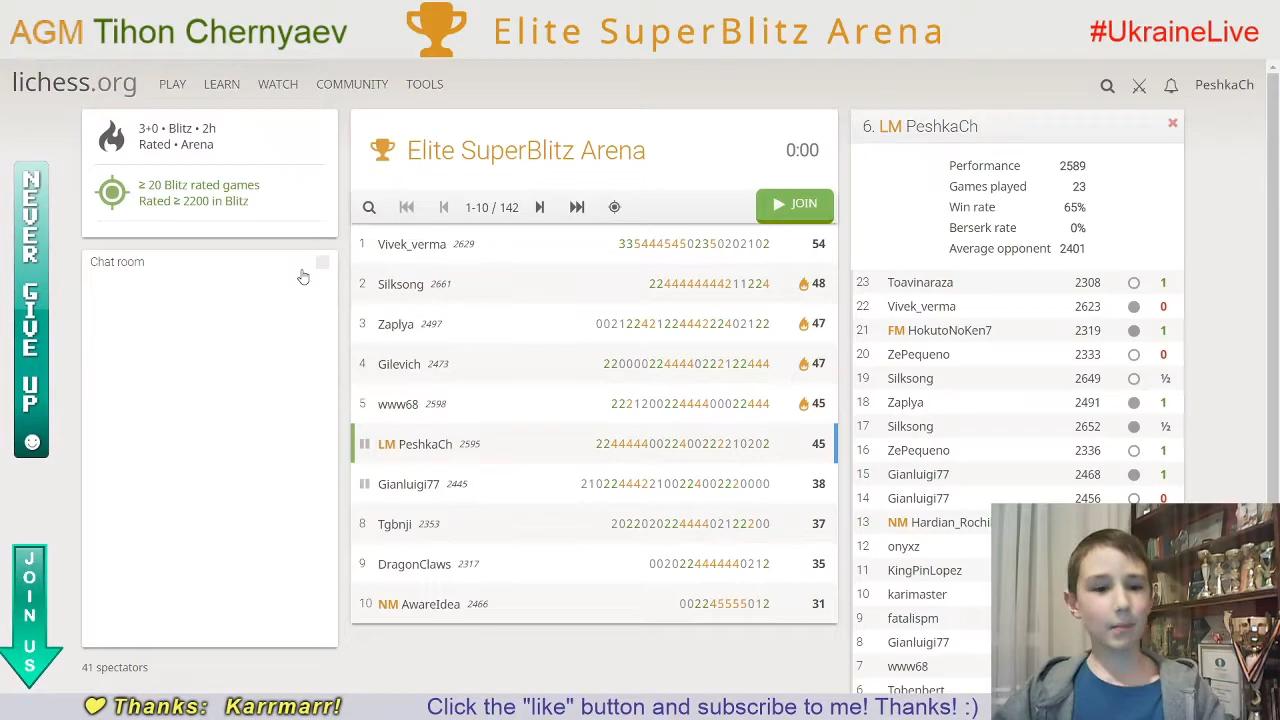 AGM Tihon Chernyaev
Elite SuperBlitz Arena
#UkraineLive
lichess.org PLAY LEARN WATCH COMMUNITY TOOLS PeshkaCh
NEVER GIVE UP
JOIN US
3+0 • Blitz • 2h
Rated • Arena
≥ 20 Blitz rated games
Rated ≥ 2200 in Blitz
Chat room
41 spectators
Elite SuperBlitz Arena 0:00
1-10 / 142 JOIN
1 Vivek_verma 2629 33544454502350202102 54
2 Silksong 2661 2244444444211224 48
3 Zaplya 2497 0021224212244422402122 47
4 Gilevich 2473 220000224444022212244 47
5 www68 2598 22212002244440002244 45
LM PeshkaCh 2595 22444440022400222210202 45
Gianluigi77 2445 2102244422100224002220000 38
8 Tgbnji 2353 202202022444402122200 37
9 DragonClaws 2317 0020224444440212 35
10 NM AwareIdea 2466 002245555012 31
6. LM PeshkaCh
Performance 2589
Games played 23
Win rate 65%
Berserk rate 0%
Average opponent 2401
23 Toavinaraza 2308 1
22 Vivek_verma 2623 0
21 FM HokutoNoKen7 2319 1
20 ZePequeno 2333 0
19 Silksong 2649 ½
18 Zaplya 2491 1
17 Silksong 2652 ½
16 ZePequeno 2336 1
15 Gianluigi77 2468 1
14 Gianluigi77 2456 0
13 NM Hardian_Rochi
12 onyxz
11 KingPinLopez
10 karimaster
9 fatalispm
8 Gianluigi77
7 www68
6 Tobenbert
Thanks: Karrmarr!
Click the "like" button and subscribe to me! Thanks! :)